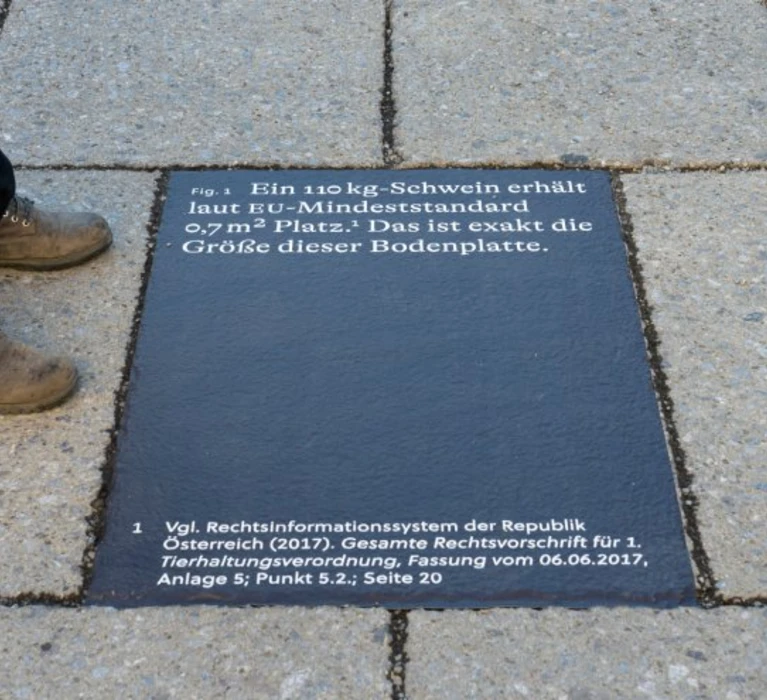 Fig. 1 Ein 110 kg-Schwein erhält
laut EU-Mindeststandard
0,7 m² Platz.¹ Das ist exakt die
Größe dieser Bodenplatte.
1 Vgl. Rechtsinformationssystem der Republik
Österreich (2017). Gesamte Rechtsvorschrift für 1.
Tierhaltungsverordnung, Fassung vom 06.06.2017,
Anlage 5; Punkt 5.2.; Seite 20